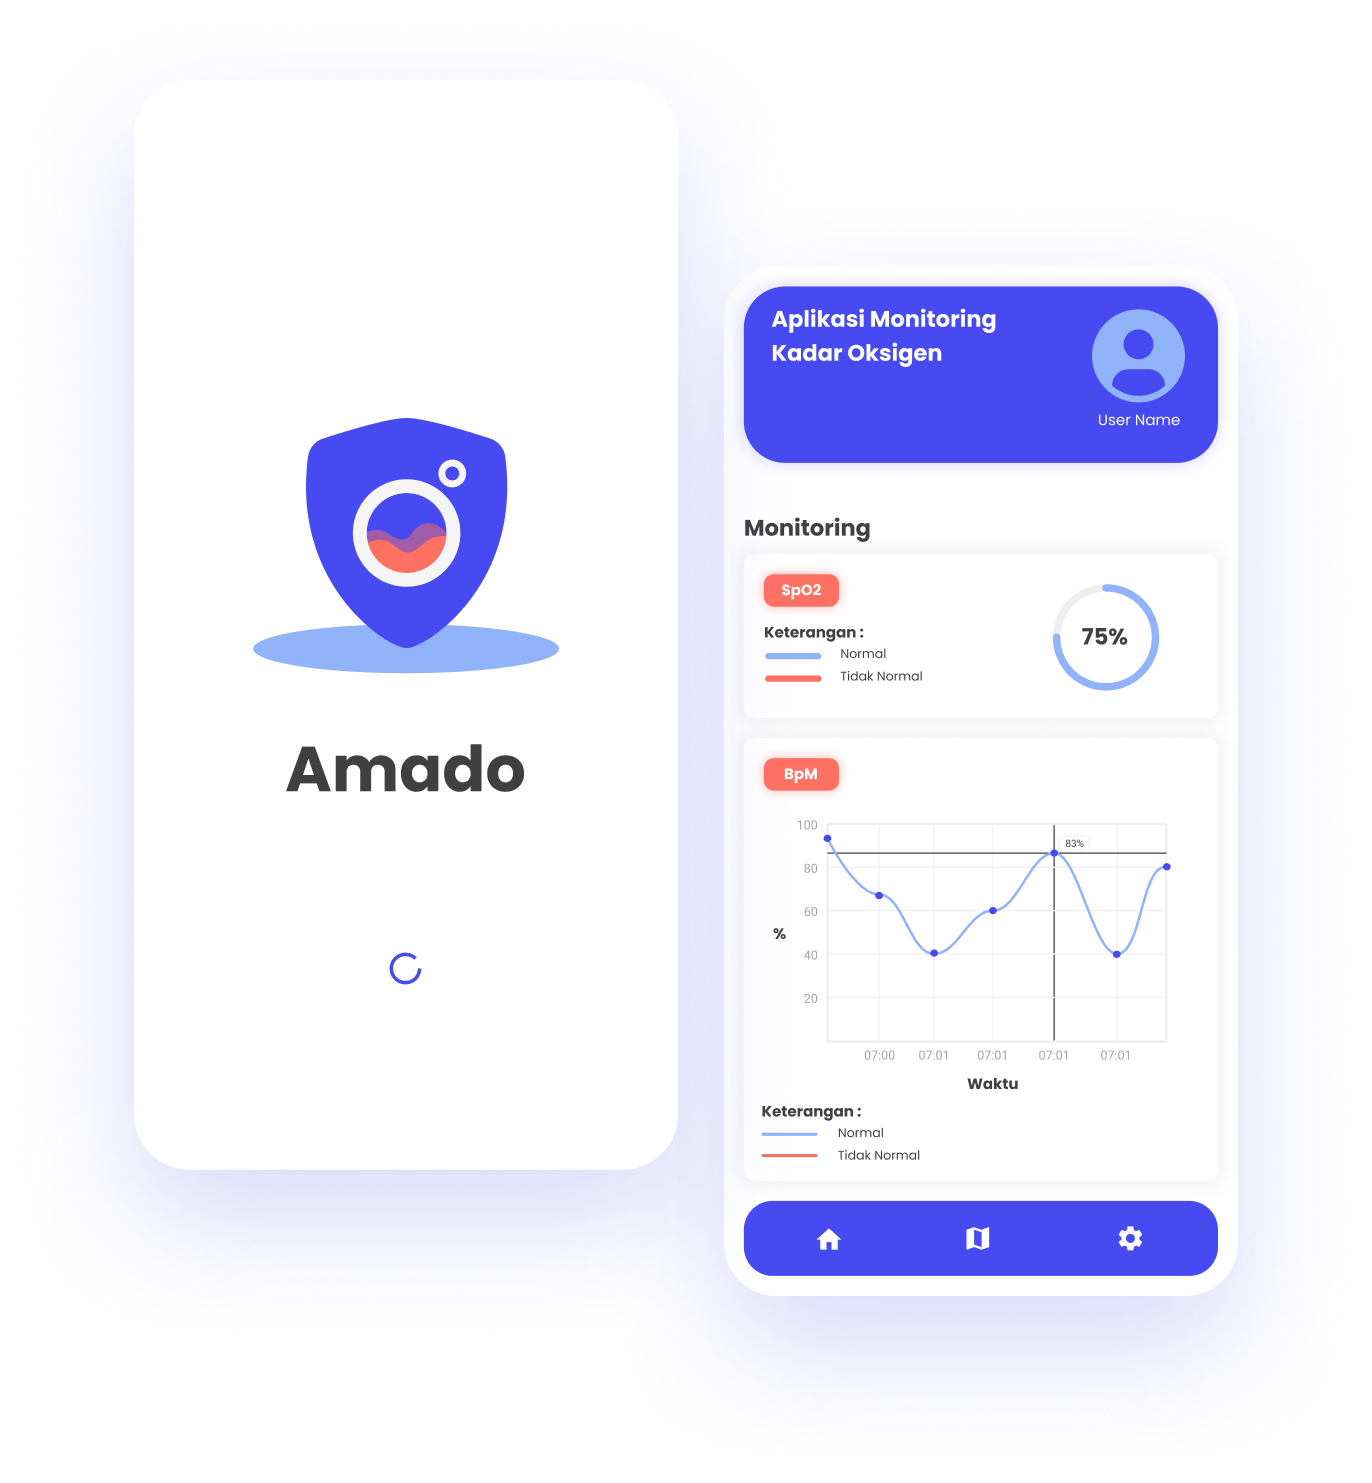 Amado
Aplikasi Monitoring
Kadar Oksigen
User Name
Monitoring
SpO2
Keterangan :
Normal
Tidak Normal
75%
BpM
100
83%
80
60
%
40
20
07:00 07:01 07:01 07:01 07:01
Waktu
Keterangan :
Normal
Tidak Normal